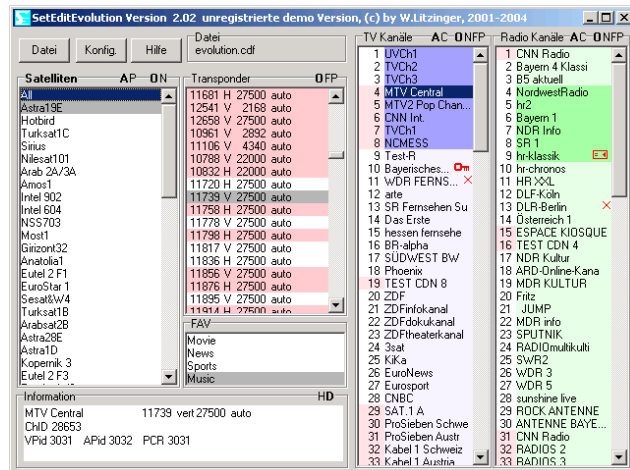 SetEditEvolution Version 2.02 unregistrierte demo Version, (c) by W.Litzinger, 2001-2004
Datei
Konfig.
Hilfe
Datei
evolution.cdf
Satelliten AP ON
All
Astra19E
Hotbird
Turksat1C
Sirius
Nilesat101
Arab 2A/3A
Amos1
Intel 902
Intel 604
NSS703
Most1
Girizont32
Anatolia1
Eutel 2 F1
EuroStar 1
Sesat&W4
Turksat1B
Arabsat2B
Astra28E
Astra1D
Kopernik 3
Eutel 2 F3
Transponder OFP
11681 H 27500 auto
12541 V 2168 auto
12658 V 27500 auto
10961 V 2892 auto
11106 V 4340 auto
10788 V 22000 auto
10832 H 22000 auto
11720 H 27500 auto
11739 V 27500 auto
11758 H 27500 auto
11778 V 27500 auto
11798 H 27500 auto
11817 V 27500 auto
11836 H 27500 auto
11856 V 27500 auto
11876 H 27500 auto
11895 V 27500 auto
11914 H 27500 auto
FAV
Movie
News
Sports
Music
Information HD
MTV Central 11739 vert 27500 auto
ChID 28653
VPid 3031 APid 3032 PCR 3031
TV Kanäle AC ONFP
1 UVCh1
2 TVCh2
3 TVCh3
4 MTV Central
5 MTV2 Pop Chan...
6 CNN Int.
7 TVCh1
8 NCMESS
9 Test-R
10 Bayerisches...
11 WDR FERNS...
12 arte
13 SR Fernsehen Su
14 Das Erste
15 hessen fernsehe
16 BR-alpha
17 SÜDWEST BW
18 Phoenix
19 TEST CDN 8
20 ZDF
21 ZDFinfokanal
22 ZDFdokukanal
23 ZDFtheaterkanal
24 3sat
25 KiKa
26 EuroNews
27 Eurosport
28 CNBC
29 SAT.1 A
30 ProSieben Schwe
31 ProSieben Austr
32 Kabel 1 Schweiz
33 Kabel 1 Austria
Radio Kanäle AC ONFP
1 CNN Radio
2 Bayern 4 Klassi
3 B5 aktuell
4 NordwestRadio
5 hr2
6 Bayern 1
7 NDR Info
8 SR 1
9 hr-klassik
10 hr-chronos
11 HR XXL
12 DLF-Köln
13 DLR-Berlin
14 Österreich 1
15 ESPACE KIOSQUE
16 TEST CDN 4
17 NDR Kultur
18 ARD-Online-Kana
19 MDR KULTUR
20 Fritz
21 JUMP
22 MDR info
23 SPUTNIK
24 RADIOmultikulti
25 SWR2
26 WDR 3
27 WDR 5
28 sunshine live
29 ROCK ANTENNE
30 ANTENNE BAYE...
31 CNN Radio
32 RADIOS 2
33 RADIOS 3